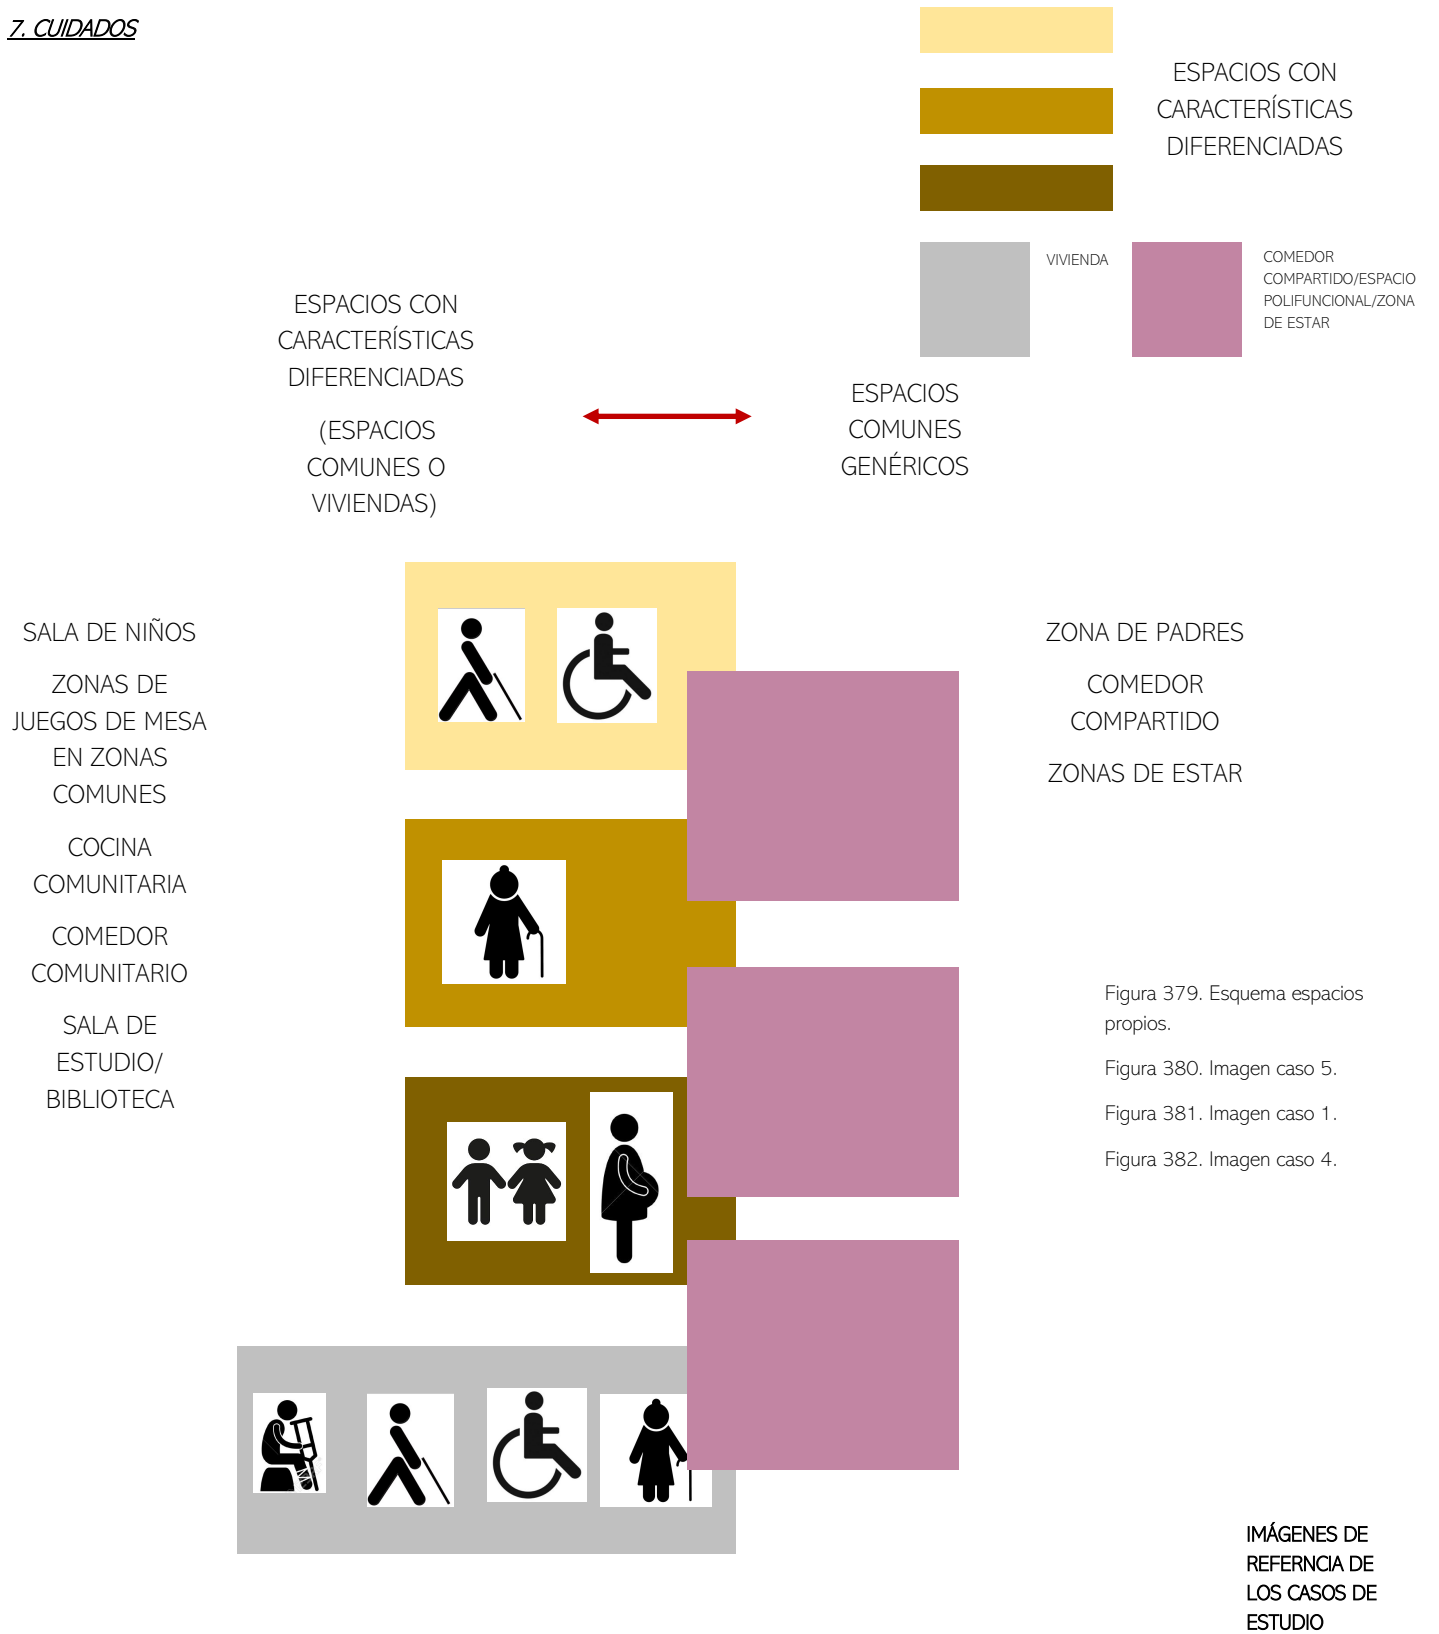 7. CUIDADOS
ESPACIOS CON
CARACTERÍSTICAS
DIFERENCIADAS
VIVIENDA
COMEDOR
COMPARTIDO/ESPACIO
POLIFUNCIONAL/ZONA
DE ESTAR
ESPACIOS CON
CARACTERÍSTICAS
DIFERENCIADAS
(ESPACIOS
COMUNES O
VIVIENDAS)
ESPACIOS
COMUNES
GENÉRICOS
SALA DE NIÑOS
ZONAS DE
JUEGOS DE MESA
EN ZONAS
COMUNES
COCINA
COMUNITARIA
COMEDOR
COMUNITARIO
SALA DE
ESTUDIO/
BIBLIOTECA
ZONA DE PADRES
COMEDOR
COMPARTIDO
ZONAS DE ESTAR
Figura 379. Esquema espacios
propios.
Figura 380. Imagen caso 5.
Figura 381. Imagen caso 1.
Figura 382. Imagen caso 4.
IMÁGENES DE
REFERNCIA DE
LOS CASOS DE
ESTUDIO